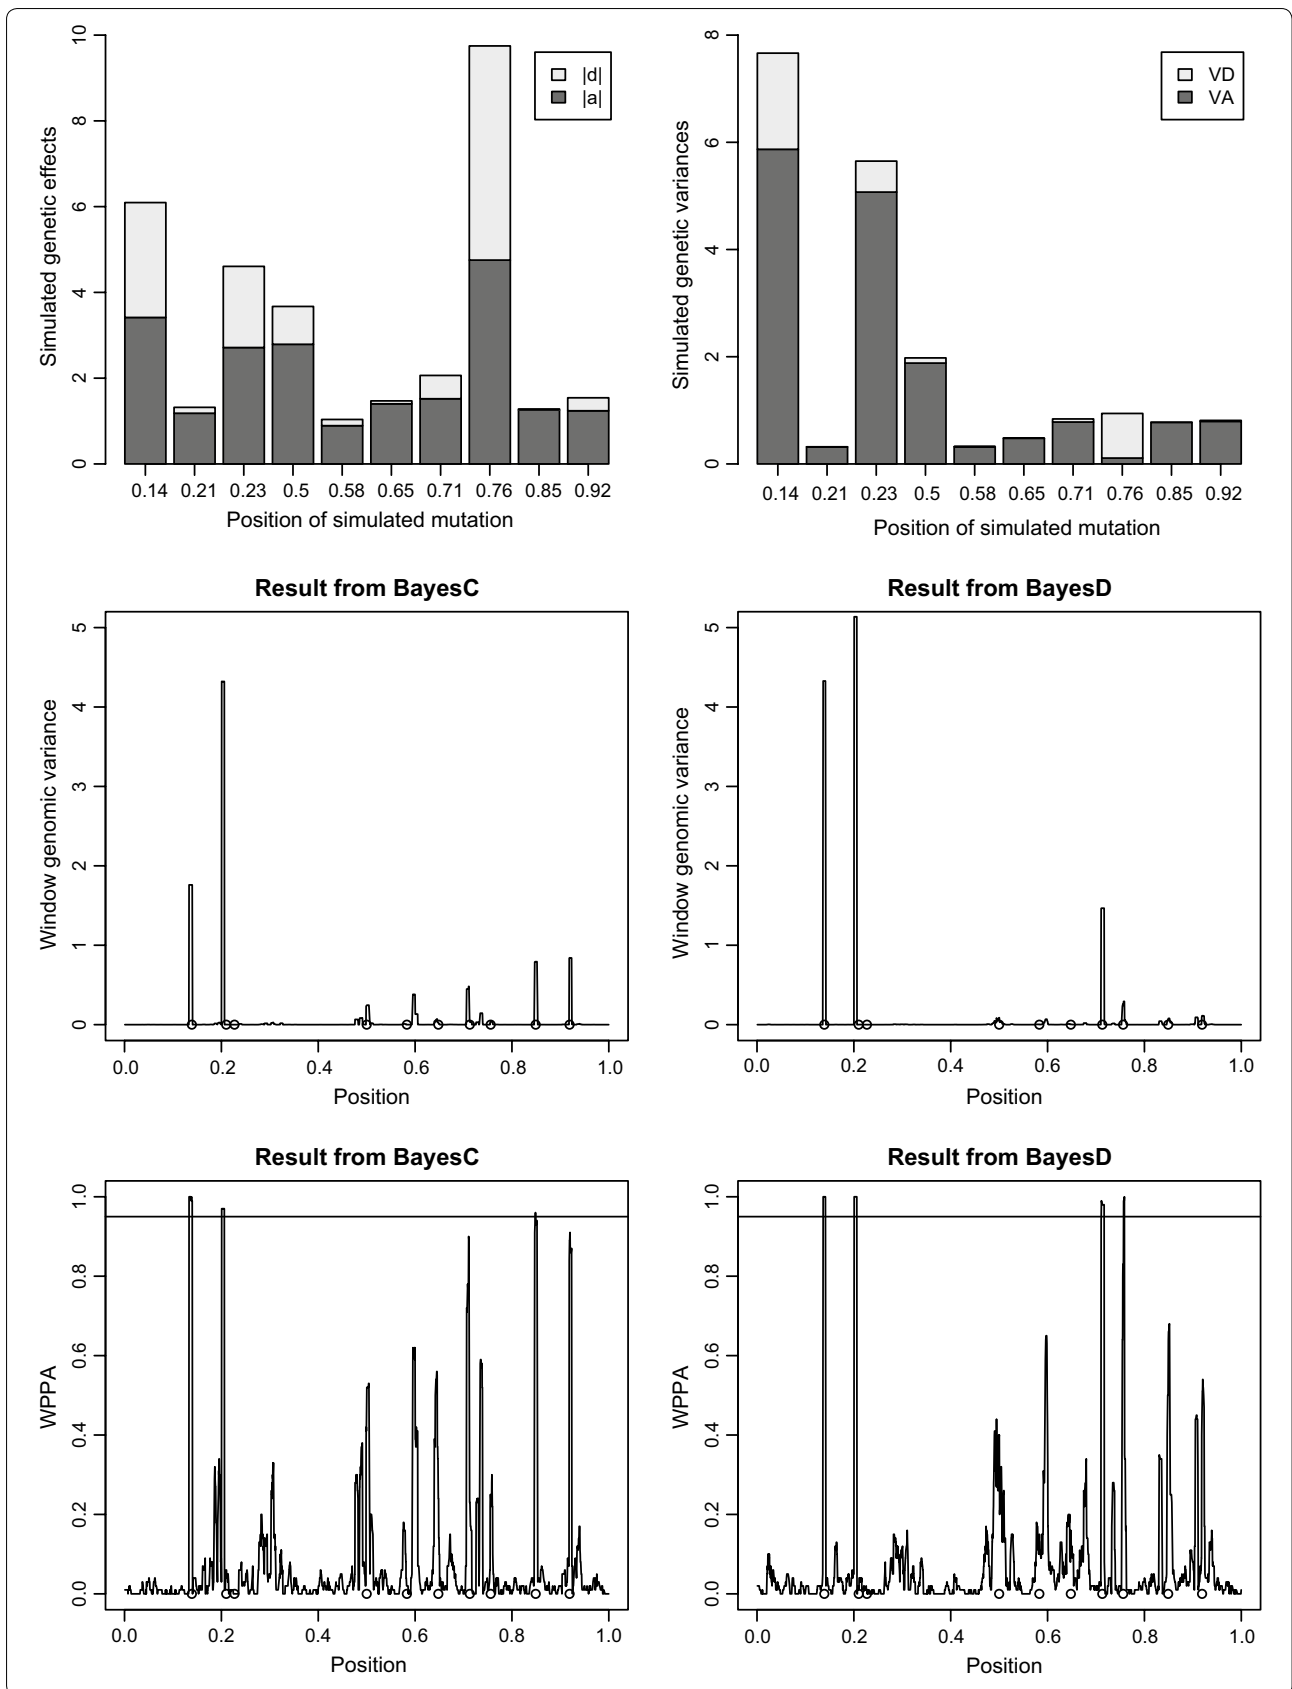 Simulated genetic effects
0 2 4 6 8 10
|d|
|a|
0.14 0.21 0.23 0.5 0.58 0.65 0.71 0.76 0.85 0.92
Position of simulated mutation
Simulated genetic variances
0 2 4 6 8
VD
VA
0.14 0.21 0.23 0.5 0.58 0.65 0.71 0.76 0.85 0.92
Position of simulated mutation
Result from BayesC
Window genomic variance
0 1 2 3 4 5
0.0 0.2 0.4 0.6 0.8 1.0
Position
Result from BayesD
Window genomic variance
0 1 2 3 4 5
0.0 0.2 0.4 0.6 0.8 1.0
Position
Result from BayesC
WPPA
0.0 0.2 0.4 0.6 0.8 1.0
0.0 0.2 0.4 0.6 0.8 1.0
Position
Result from BayesD
WPPA
0.0 0.2 0.4 0.6 0.8 1.0
0.0 0.2 0.4 0.6 0.8 1.0
Position